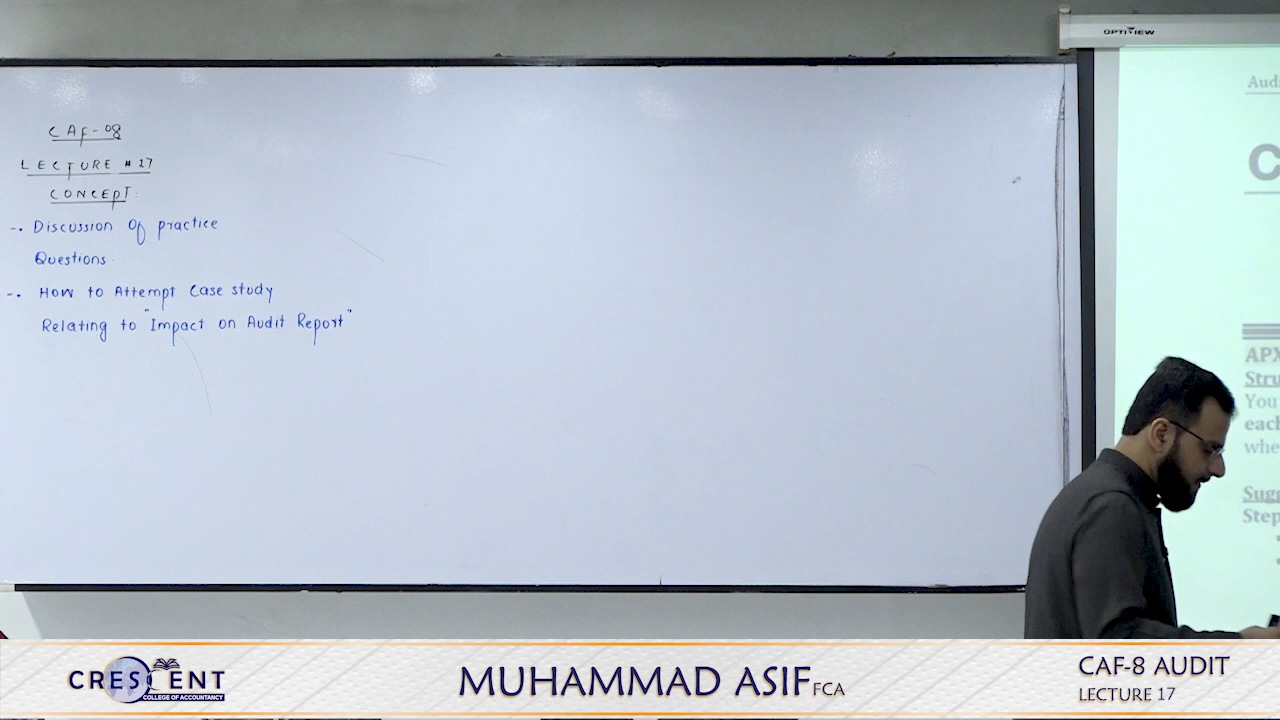 CAF-08
LECTURE #17
CONCEPT:
-. Discussion of practice
Questions.
-. How to Attempt Case study
Relating to "Impact on Audit Report"
OPTIVIEW
Aud
C
APX
Stru
You
each
whe
Sugg
Step
CRESCENT
COLLEGE OF ACCOUNTANCY
MUHAMMAD ASIF FCA
CAF-8 AUDIT
LECTURE 17